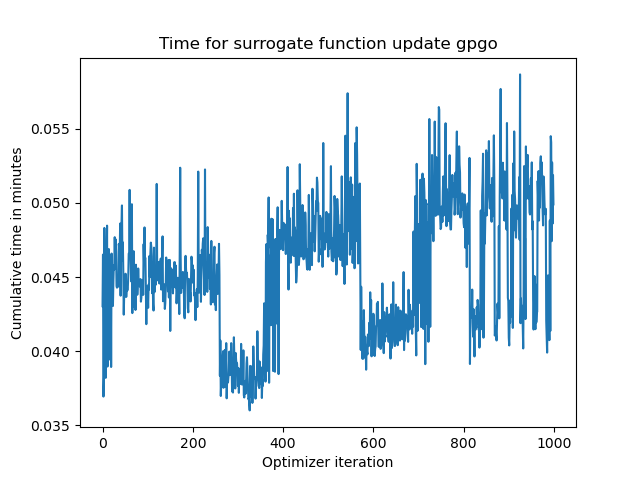 Time for surrogate function update gpgo
Cumulative time in minutes
0.055
0.050
0.045
0.040
0.035
0 200 400 600 800 1000
Optimizer iteration